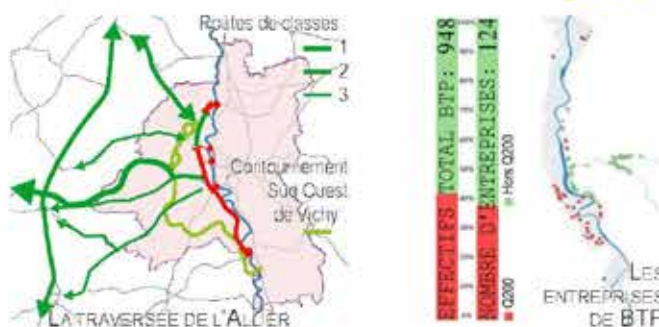 Routes de classes
1
2
3
Contournement
Sud Ouest
de Vichy
LA TRAVERSÉE DE L'ALLIER
EFFECTIFS TOTAL BTP: 948
NOMBRE D'ENTREPRISES: 124
Q200
Hors Q200
LES
ENTREPRISES
DE BTP